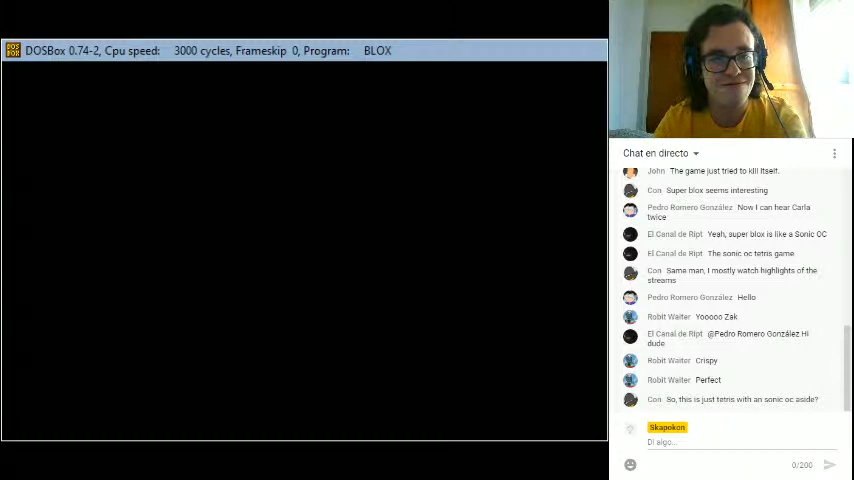 DOSBox 0.74-2, Cpu speed: 3000 cycles, Frameskip 0, Program: BLOX
Chat en directo
John The game just tried to kill itself.
Con Super blox seems interesting
Pedro Romero González Now I can hear Carla
twice
El Canal de Ript Yeah, super blox is like a Sonic OC
El Canal de Ript The sonic oc tetris game
Con Same man, I mostly watch highlights of the
streams
Pedro Romero González Hello
Robit Waiter Yooooo Zak
El Canal de Ript @Pedro Romero González Hi
dude
Robit Waiter Crispy
Robit Waiter Perfect
Con So, this is just tetris with an sonic oc aside?
Skapokon
Di algo...
0/200